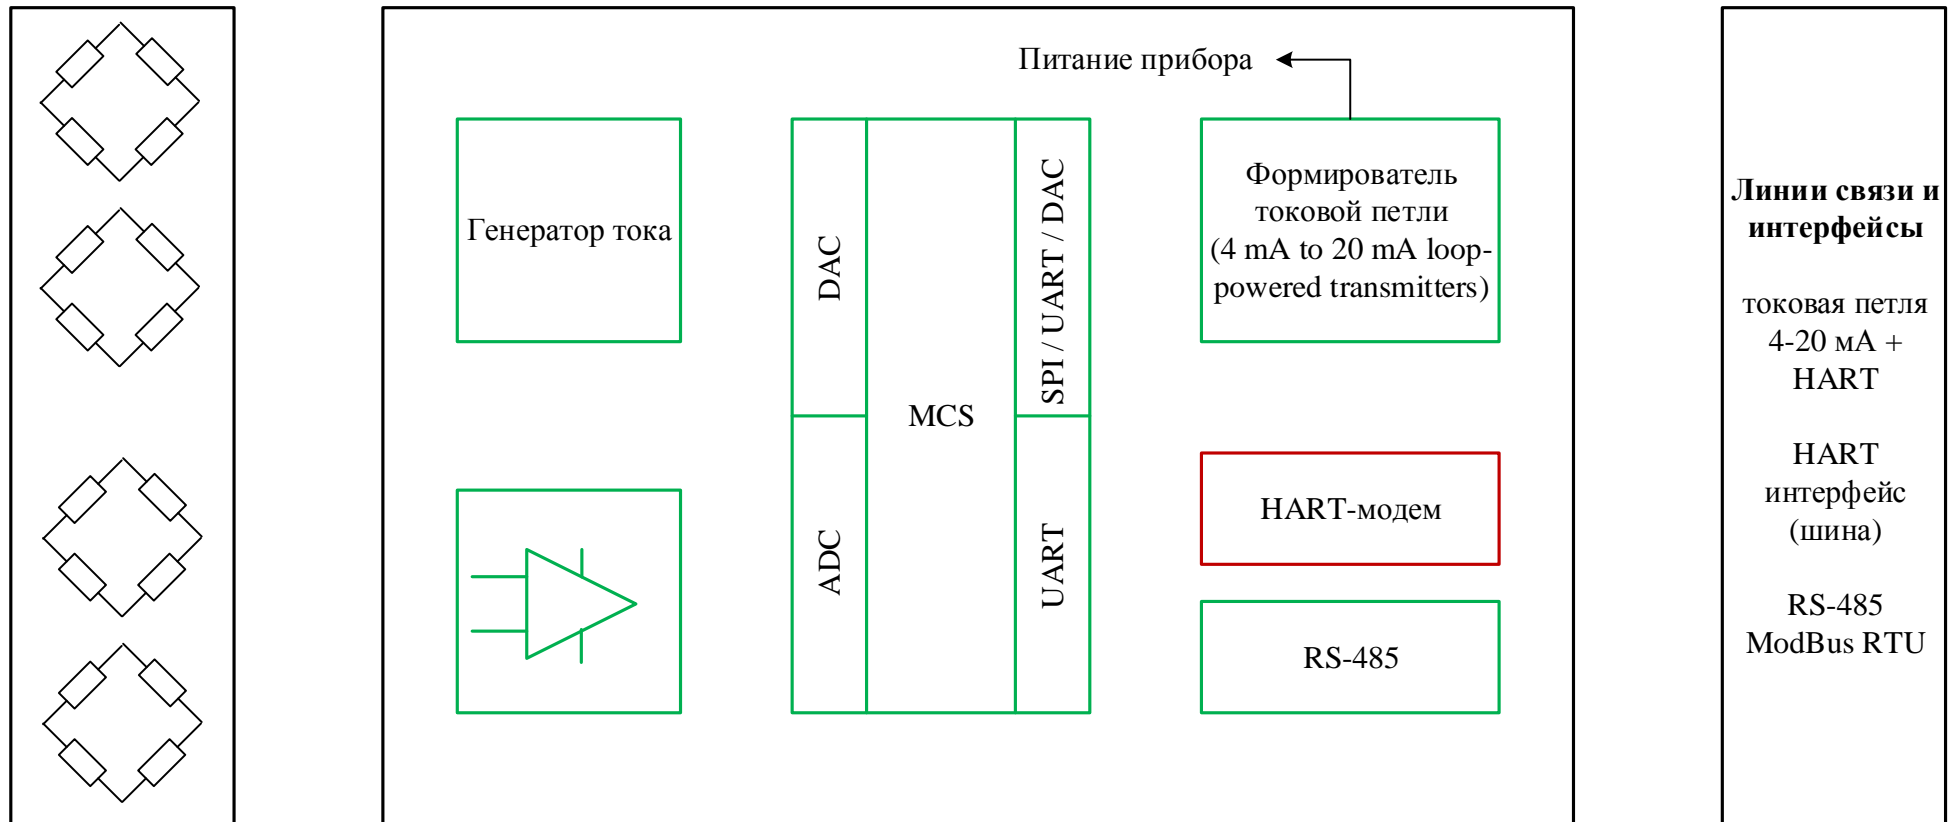 Питание прибора
Генератор тока
DAC
ADC
MCS
SPI / UART / DAC
UART
Формирователь
токовой петли
(4 mA to 20 mA loop-
powered transmitters)
HART-модем
RS-485
Линии связи и
интерфейсы
токовая петля
4-20 мА +
HART
HART
интерфейс
(шина)
RS-485
ModBus RTU